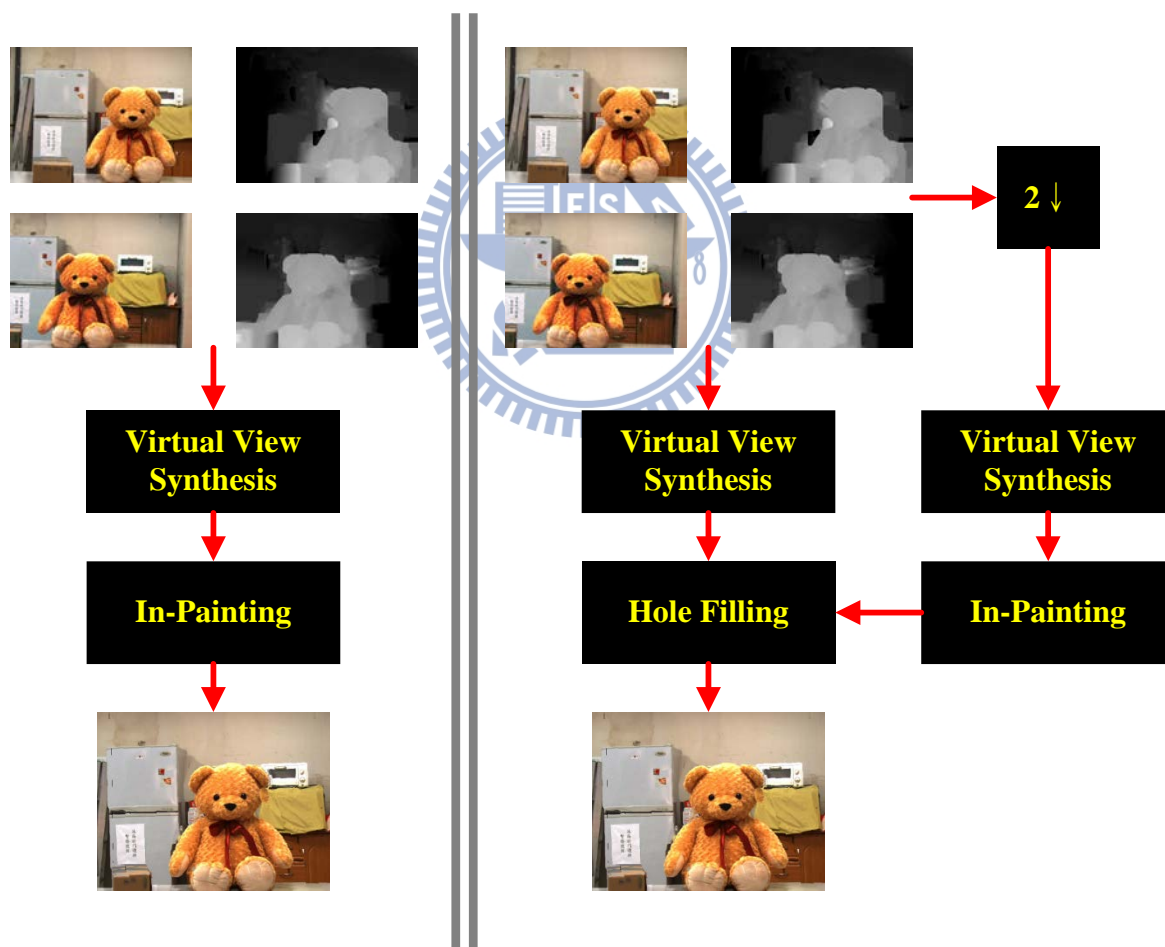 2 ↓
Virtual View
Synthesis
Virtual View
Synthesis
Virtual View
Synthesis
In-Painting
Hole Filling
In-Painting